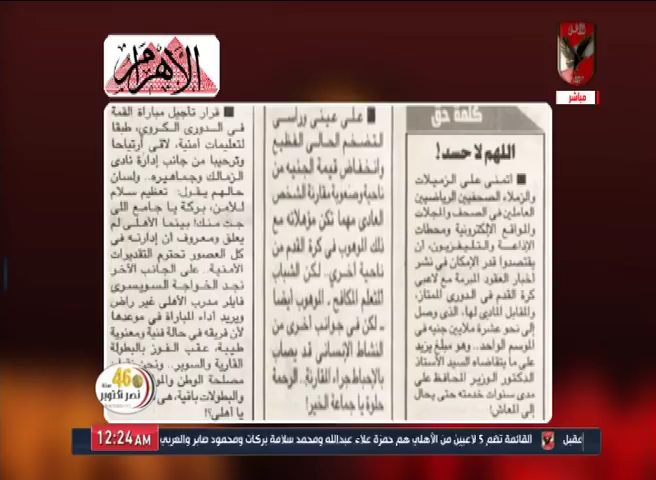 الأهرام
الأهلي
مباشر
كلمة حق
اللهم لا حسد!
■ اتمنى على الزميلات
والزملاء الصحفيين الرياضيين
العاملين في الصحف والمجلات
والمواقع الإلكترونية ومحطات
الإذاعة والتليفزيون، أن
يقتصدوا قدر الإمكان في نشر
أخبار العقود المبرمة مع لاعبي
كرة القدم في الدوري الممتاز،
والمقابل المادي لها، الذي وصل
إلى نحو عشرة ملايين جنيه في
الموسم الواحد.. وهو مبلغ يزيد
على ما يتقاضاه السيد الأستاذ
الدكتور الوزير المحافظ على
مدى سنوات خدمته حتى يحال
إلى المعاش!
■ على عيني وراسي
التضخم الحالي الفظيع
وانخفاض قيمة الجنيه من
ناحية وصعوبة مقارنة الشخص
العادي مهما تكن مؤهلاته مع
ذلك الموهوب في كرة القدم من
ناحية أخرى.. لكن الشباب
المتعلم المكافح، الموهوب أيضا
ـ لكن في جوانب أخرى من
النشاط الإنساني قد يصاب
بالإحباط جراء المقارنة.. الرحمة
حلوة يا جماعة الخير!
■ قرار تأجيل مباراة القمة
في الدوري الكروي، طبقا
لتعليمات أمنية، لاقى ارتياحا
وترحيبا من جانب إدارة نادي
الزمالك وجماهيره.. ولسان
حالهم يقول: تعظيم سلام
للأمن، بركة يا جامع اللي
جت منك! بينما الأهلي لم
يعلق ومعروف أن إدارته في
كل العصور تحترم التقديرات
الأمنية.. على الجانب الآخر
نجد الخواجة السويسري
فايلر مدرب الأهلي غير راض
ويريد أداء المباراة في موعدها
لأن فريقه في حالة فنية ومعنوية
طيبة، عقب الفوز بالبطولة
القارية والسوبر.. ونحن
مصلحة الوطن
والبطولات باقية،
يا أهلي؟!
46 سنة
نصر أكتوبر
12:24 AM
القائمة تضم 5 لاعبين من الأهلي هم حمزة علاء عبدالله ومحمد سلامة بركات ومحمود صابر والعربي
عقبل